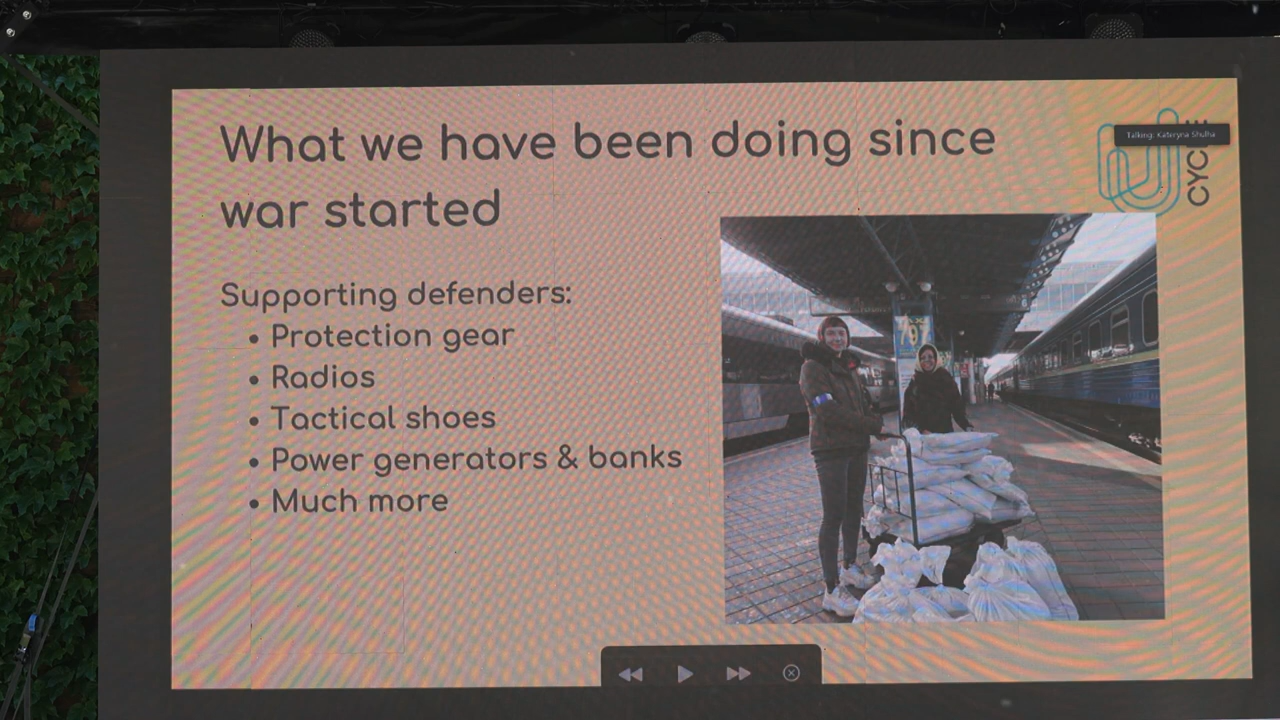 What we have been doing since
war started
Talking: Kateryna Shulha
Supporting defenders:
• Protection gear
• Radios
• Tactical shoes
• Power generators & banks
• Much more